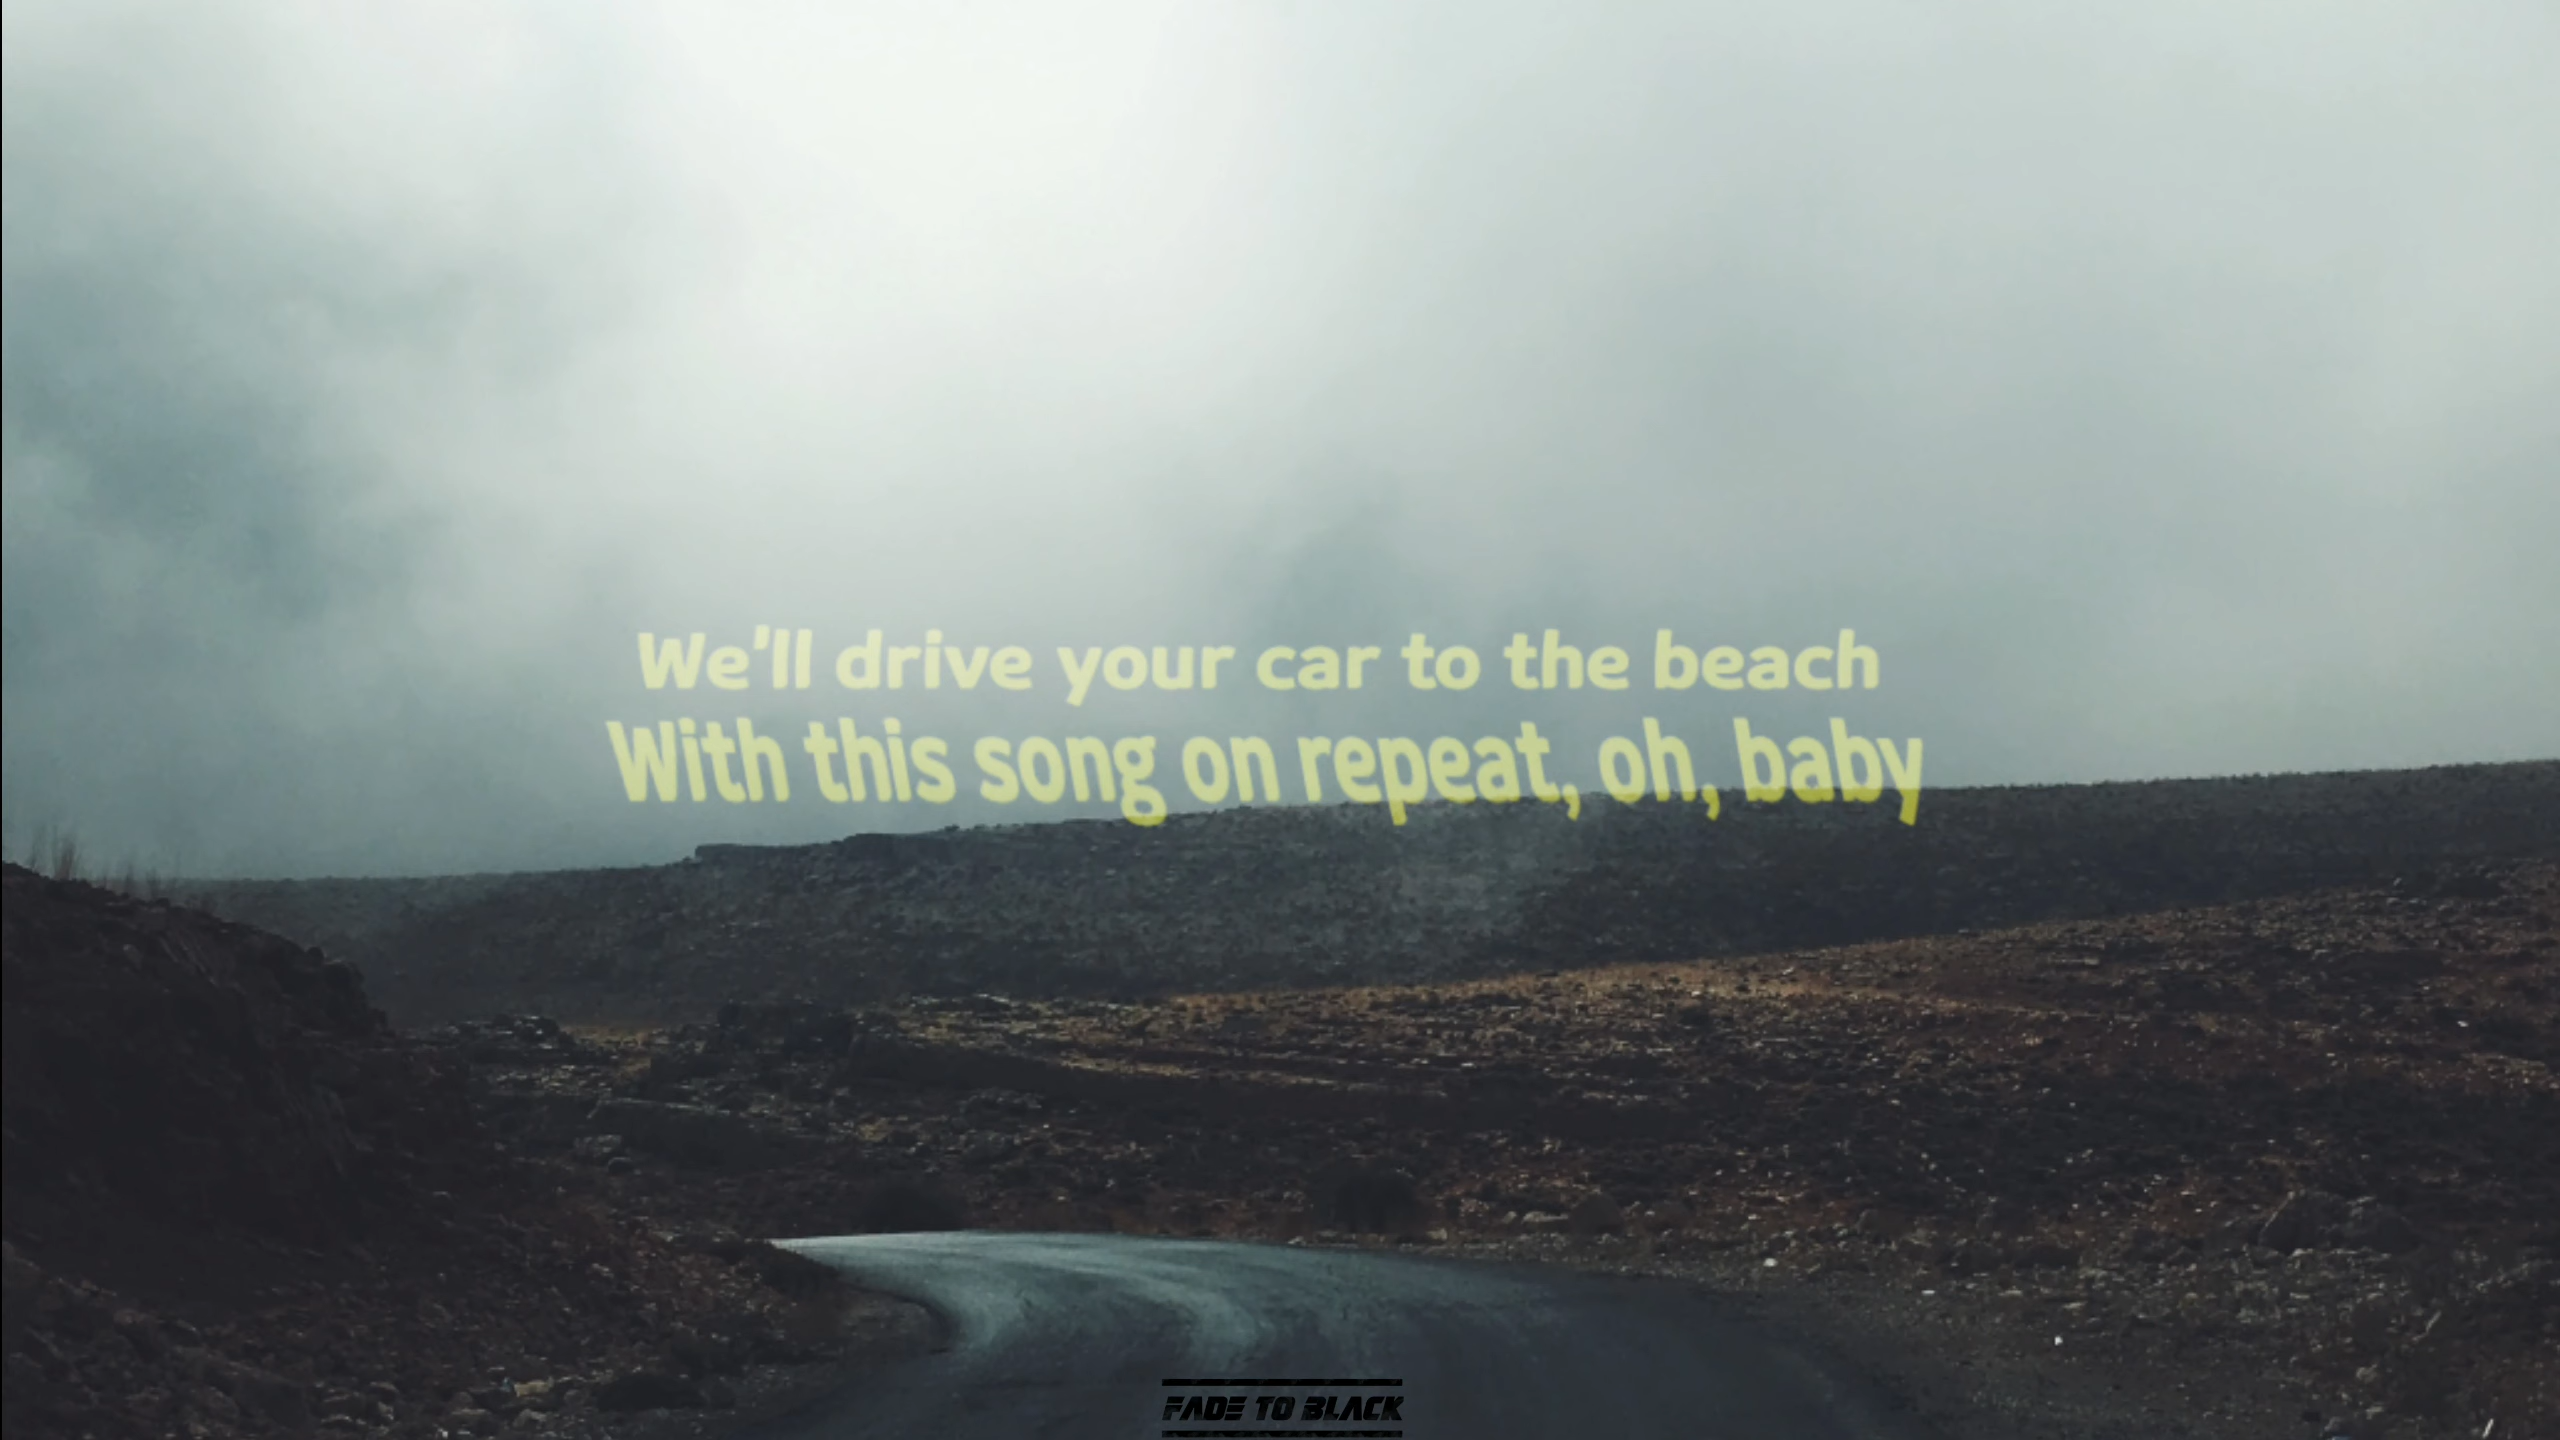 We'll drive your car to the beach
With this song on repeat, oh, baby
FADE TO BLACK